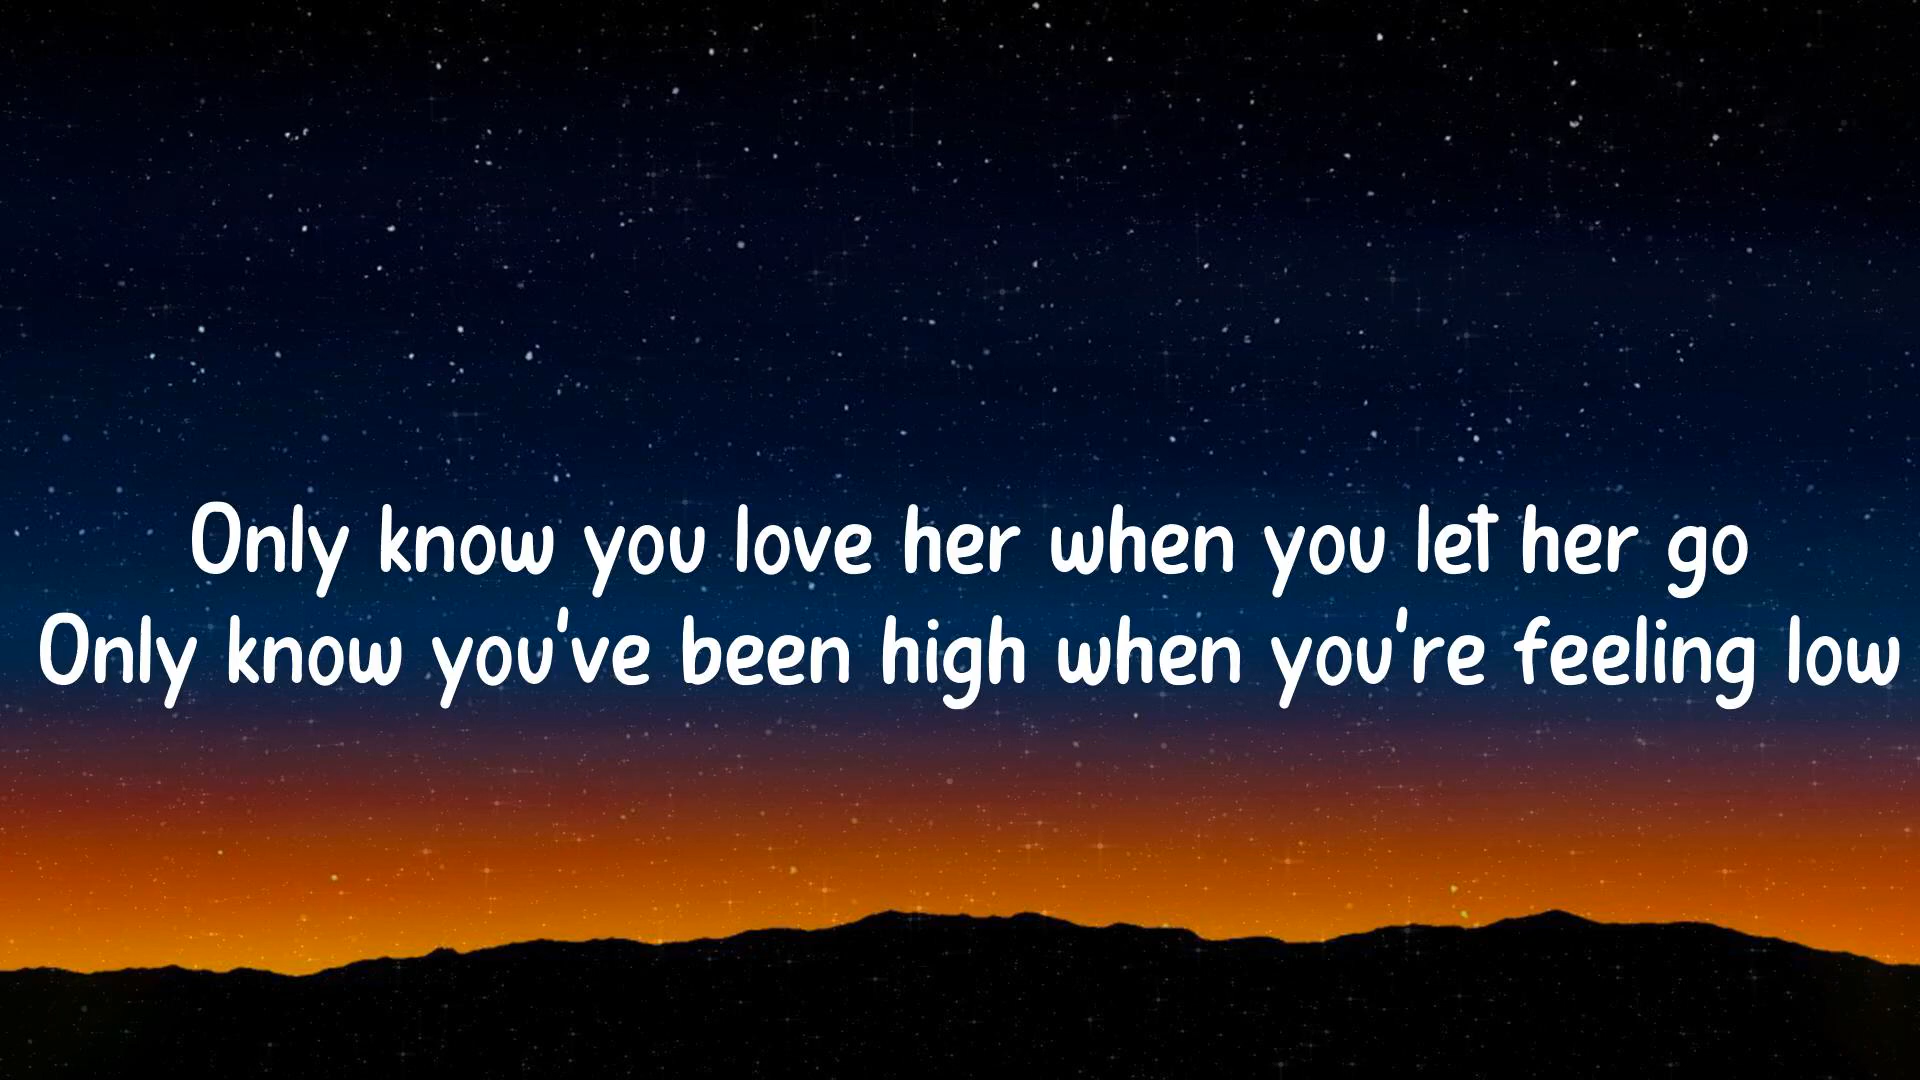 Only know you love her when you let her go
Only know you've been high when you're feeling low